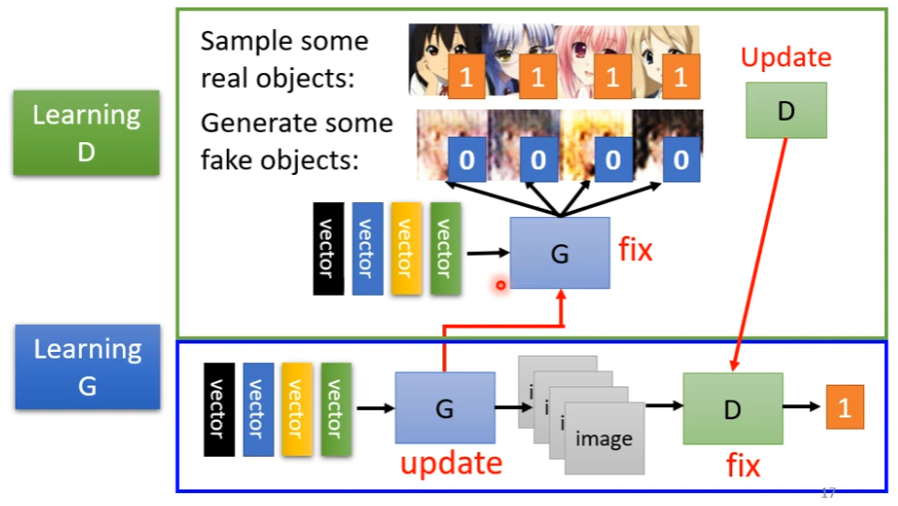 Sample some
real objects:
1 1 1 1
Update
D
Learning
D
Generate some
fake objects:
0 0 0 0
vector vector vector vector
G
fix
Learning
G
vector vector vector vector
G
update
image
D
fix
1
17